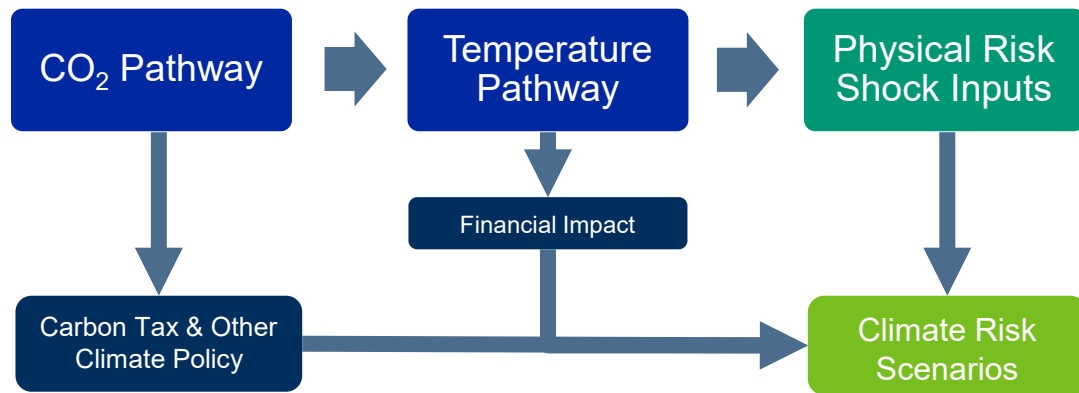 CO₂ Pathway
Temperature
Pathway
Physical Risk
Shock Inputs
Financial Impact
Carbon Tax & Other
Climate Policy
Climate Risk
Scenarios